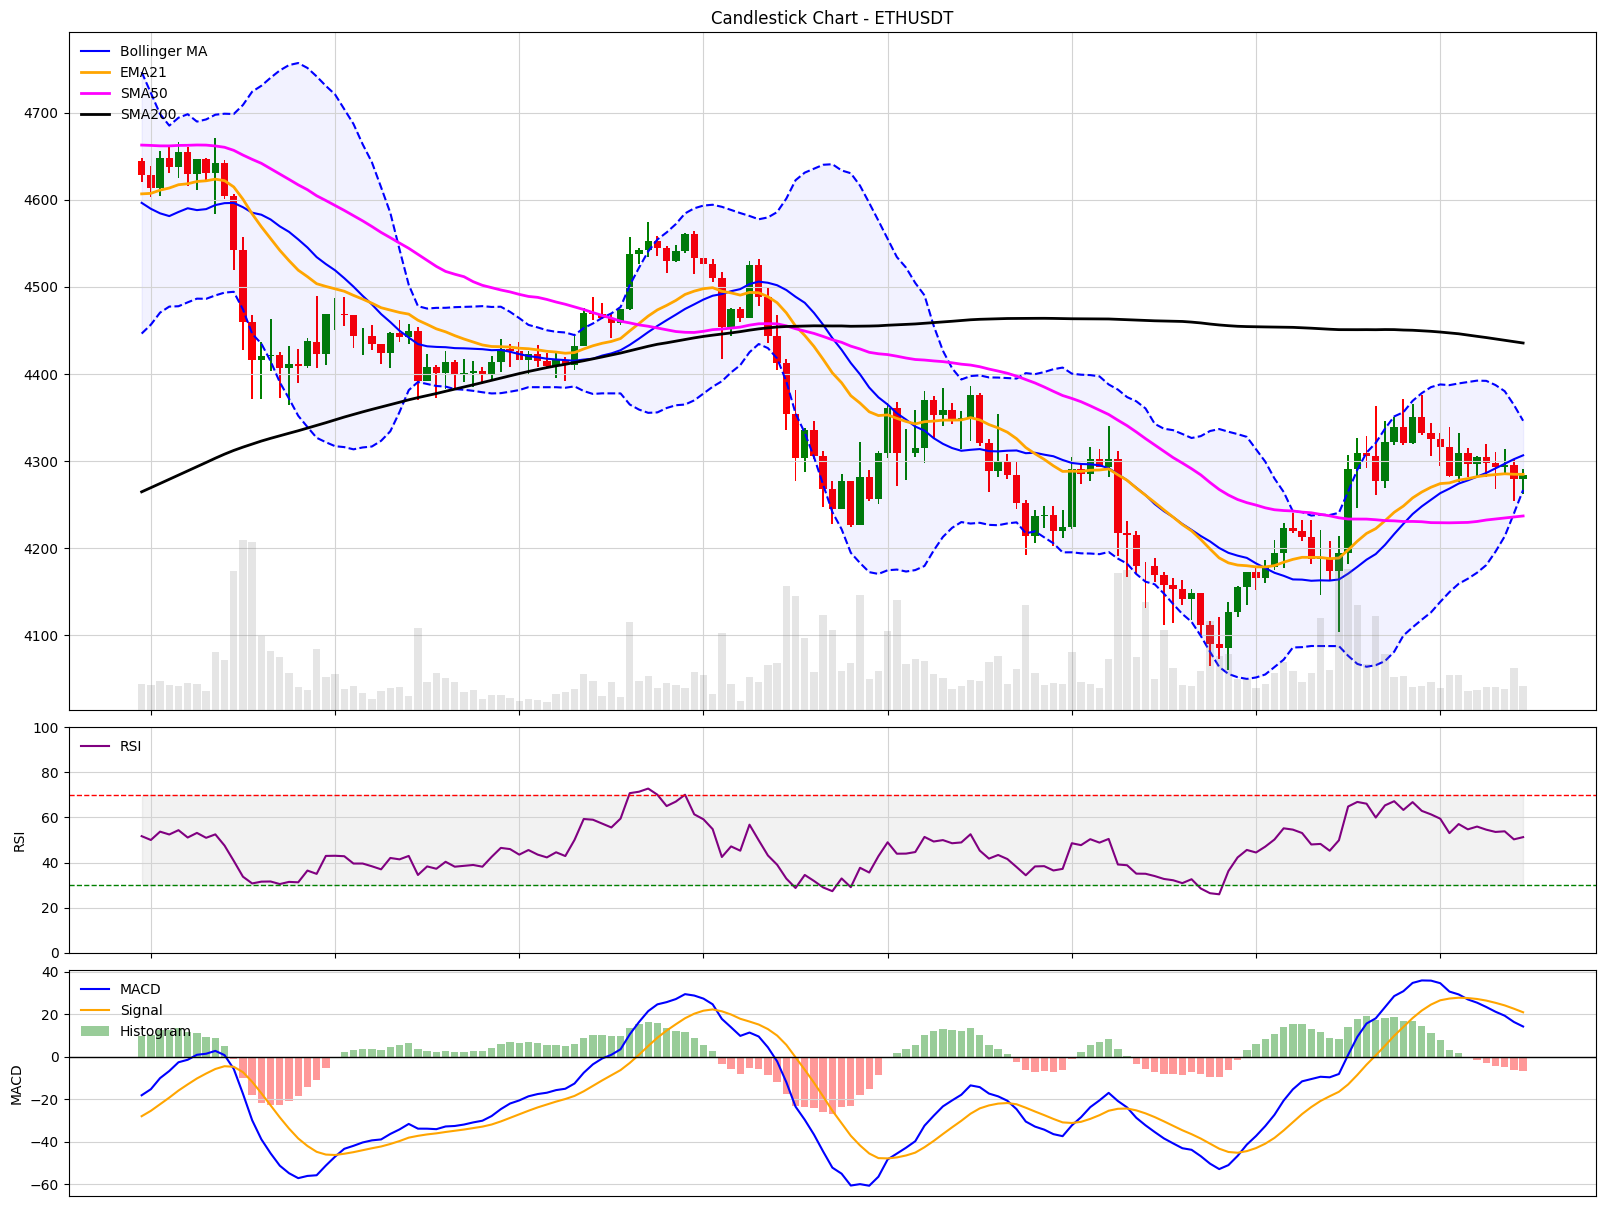 Candlestick Chart - ETHUSDT
Bollinger MA
EMA21
SMA50
SMA200
4700
4600
4500
4400
4300
4200
4100
RSI
100
80
60
40
20
0
RSI
MACD
Signal
Histogram
40
20
0
−20
−40
−60
MACD